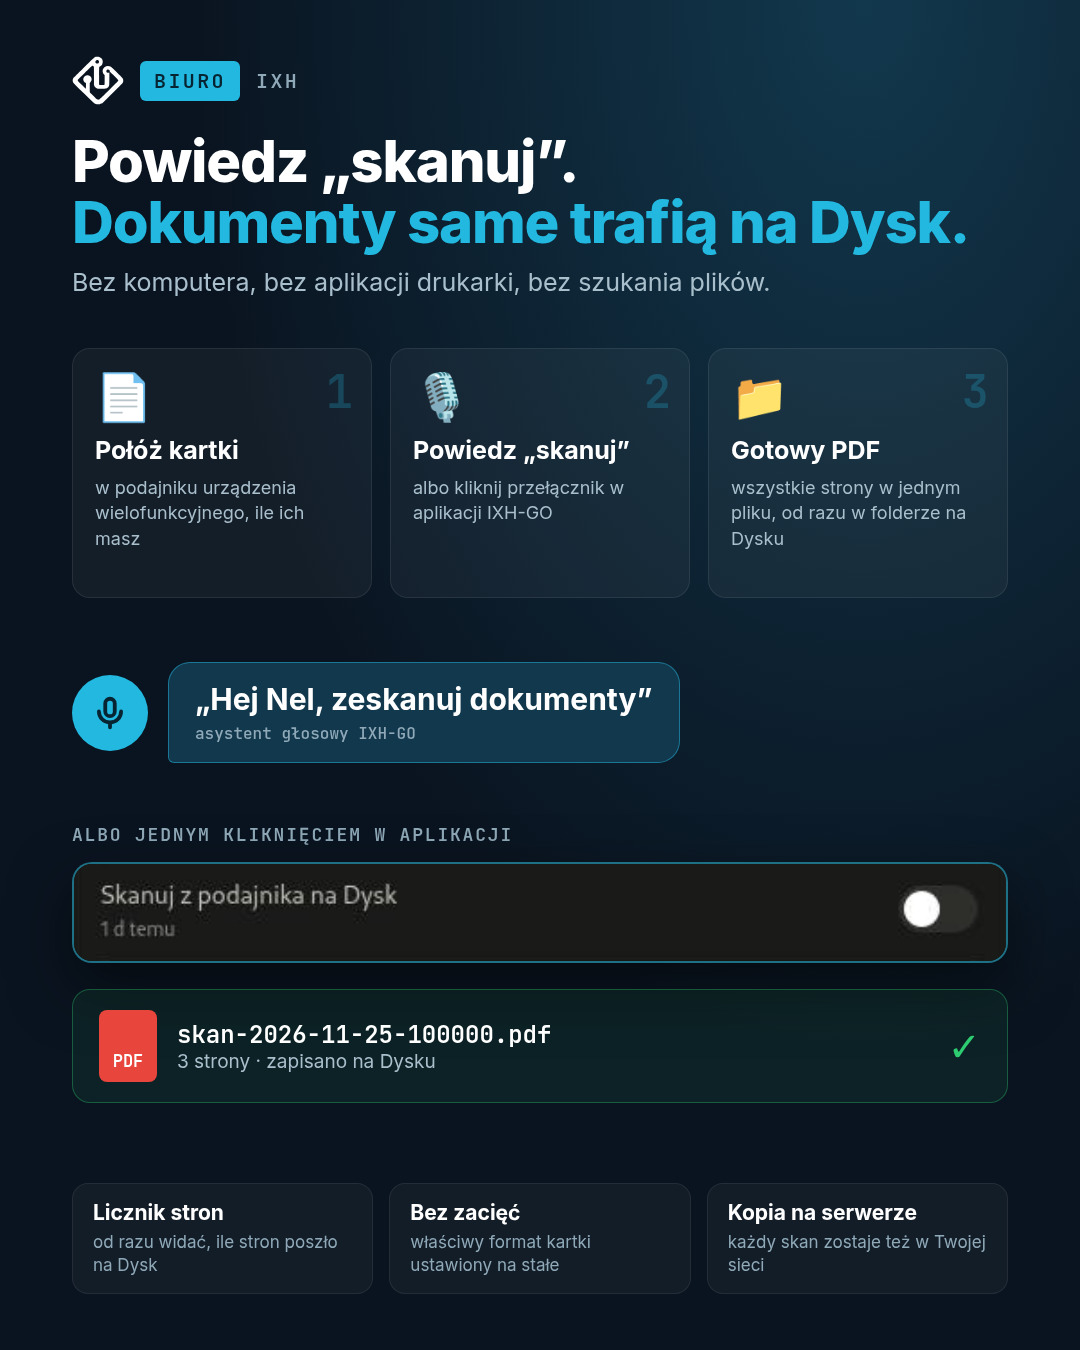 BIURO IXH
Powiedz „skanuj”.
Dokumenty same trafią na Dysk.
Bez komputera, bez aplikacji drukarki, bez szukania plików.
1
Połóż kartki
w podajniku urządzenia
wielofunkcyjnego, ile ich
masz
2
Powiedz „skanuj”
albo kliknij przełącznik w
aplikacji IXH-GO
3
Gotowy PDF
wszystkie strony w jednym
pliku, od razu w folderze na
Dysku
„Hej Nel, zeskanuj dokumenty”
asystent głosowy IXH-GO
ALBO JEDNYM KLIKNIĘCIEM W APLIKACJI
Skanuj z podajnika na Dysk
1 d temu
PDF
skan-2026-11-25-100000.pdf
3 strony · zapisano na Dysku
✓
Licznik stron
od razu widać, ile stron poszło
na Dysk
Bez zacięć
właściwy format kartki
ustawiony na stałe
Kopia na serwerze
każdy skan zostaje też w Twojej
sieci